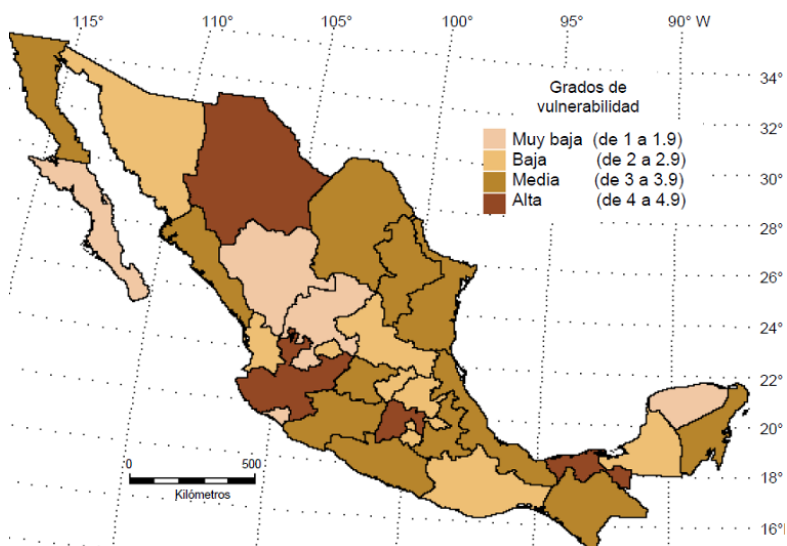 115° 110° 105° 100° 95° 90° W
Grados de
vulnerabilidad
Muy baja (de 1 a 1.9)
Baja (de 2 a 2.9)
Media (de 3 a 3.9)
Alta (de 4 a 4.9)
34°
32°
30°
28°
26°
24°
22°
20°
18°
16°
0 500
Kilómetros